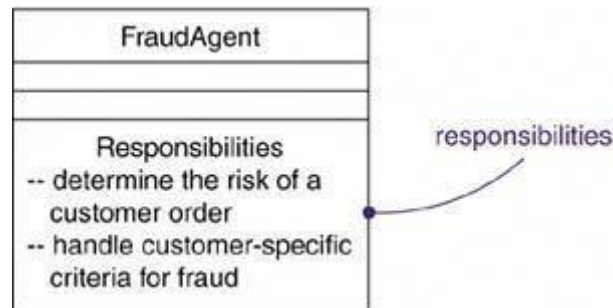 FraudAgent
Responsibilities
-- determine the risk of a
customer order
-- handle customer-specific
criteria for fraud
responsibilities